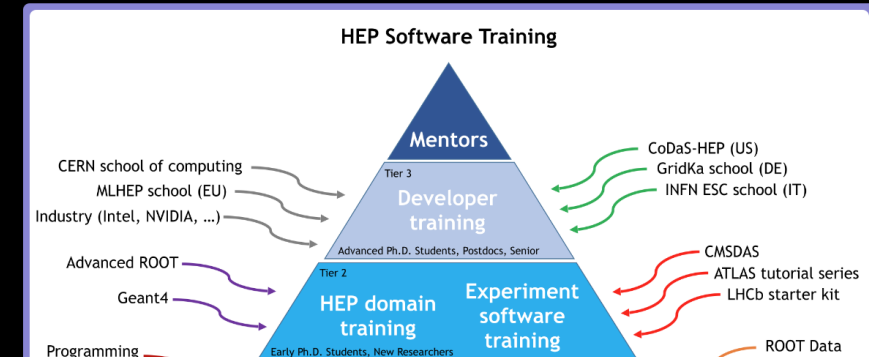 HEP Software Training
Mentors
CERN school of computing
MLHEP school (EU)
Industry (Intel, NVIDIA, ...)
CoDaS-HEP (US)
GridKa school (DE)
INFN ESC school (IT)
Tier 3
Developer
training
Advanced Ph.D. Students, Postdocs, Senior
Advanced ROOT
Geant4
CMSDAS
ATLAS tutorial series
LHCb starter kit
Tier 2
HEP domain
training
Experiment
software
training
Early Ph.D. Students, New Researchers
Programming
ROOT Data